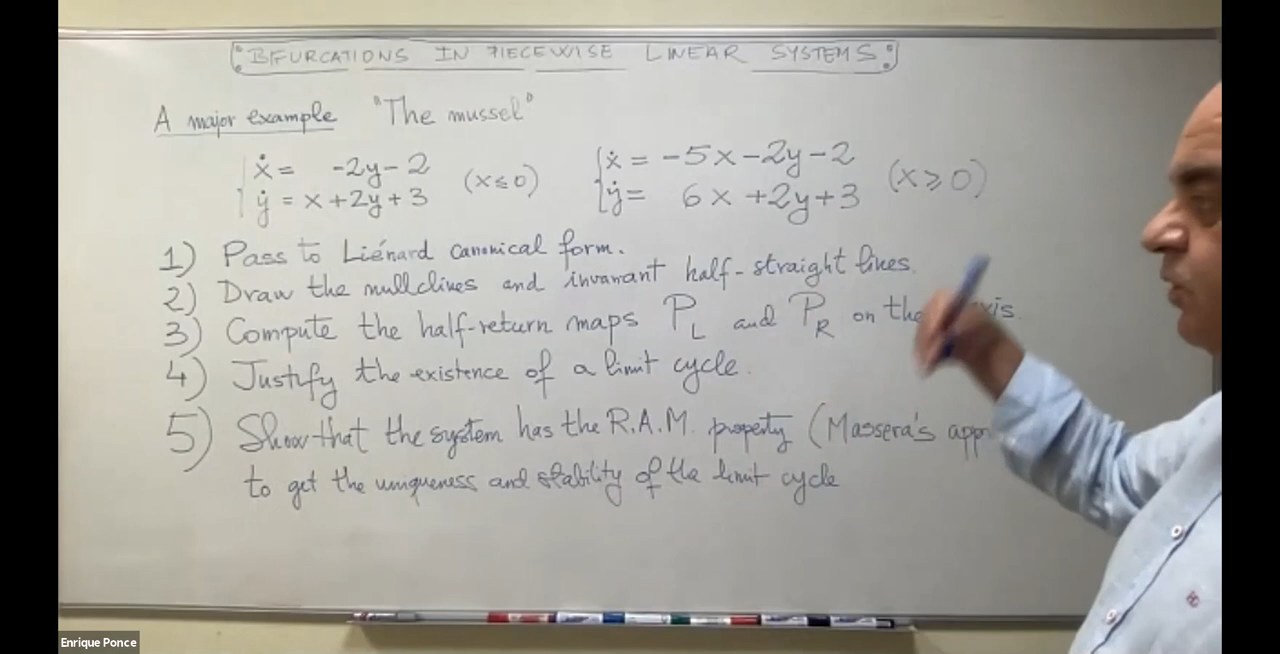 BIFURCATIONS IN PIECEWISE LINEAR SYSTEMS
A major example "The mussel"
ẋ = -2y-2 (x≤0) ẋ = -5x-2y-2 (x⩾0)
ẏ = x+2y+3 ẏ = 6x+2y+3
1) Pass to Liénard canonical form.
2) Draw the nullclines and invariant half-straight lines.
3) Compute the half-return maps P_L and P_R on the
4) Justify the existence of a limit cycle.
5) Show that the system has the R.A.M. property (Massera's
to get the uniqueness and stability of the limit cycle
Enrique Ponce